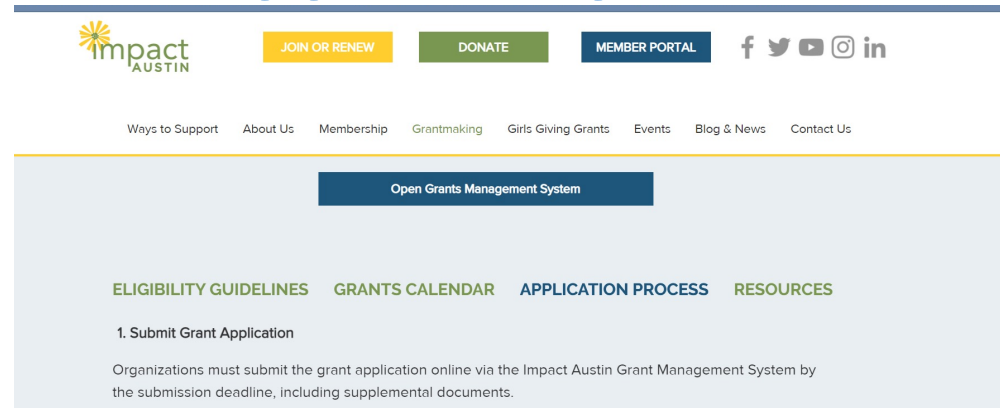 impact
AUSTIN
JOIN OR RENEW
DONATE
MEMBER PORTAL
Ways to Support
About Us
Membership
Grantmaking
Girls Giving Grants
Events
Blog & News
Contact Us
Open Grants Management System
ELIGIBILITY GUIDELINES
GRANTS CALENDAR
APPLICATION PROCESS
RESOURCES
1. Submit Grant Application
Organizations must submit the grant application online via the Impact Austin Grant Management System by
the submission deadline, including supplemental documents.